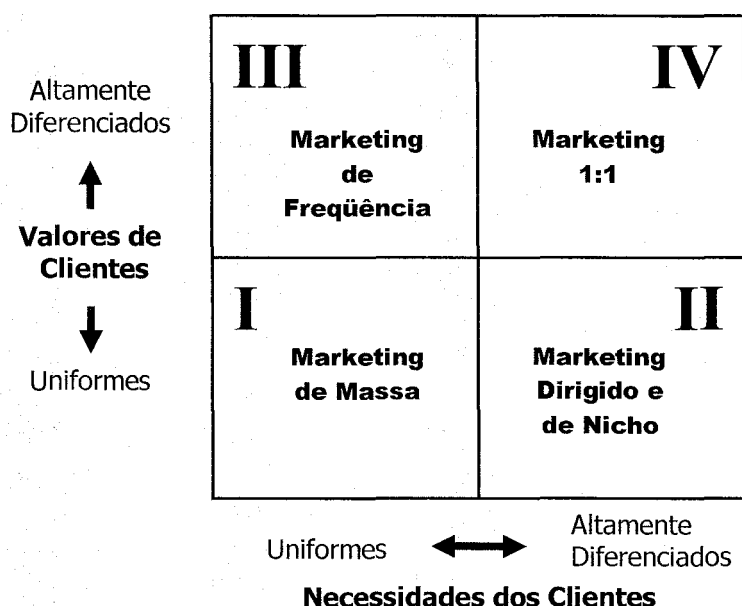 III
IV
Altamente
Diferenciados
Marketing
de
Freqüência
Marketing
1:1
Valores de
Clientes
I
II
Uniformes
Marketing
de Massa
Marketing
Dirigido e
de Nicho
Uniformes
Altamente
Diferenciados
Necessidades dos Clientes